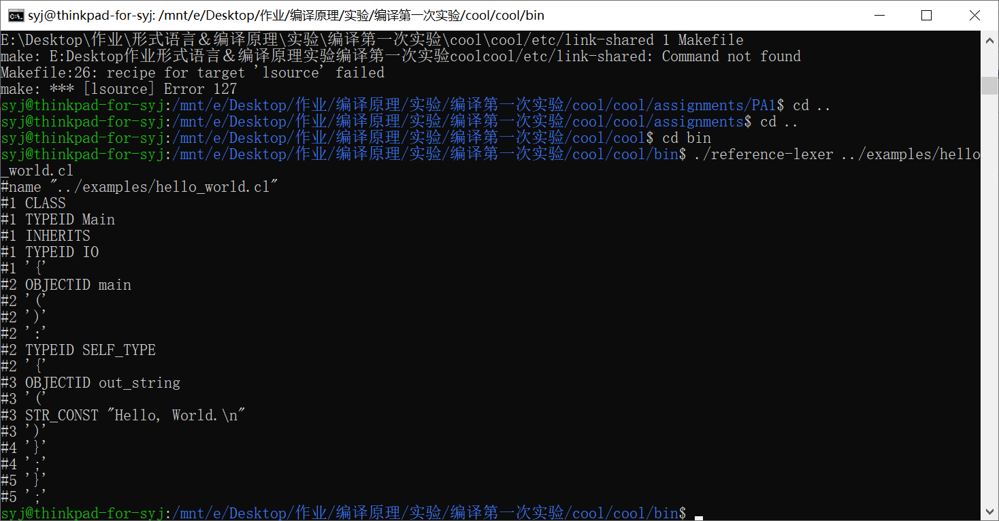 syj@thinkpad-for-syj: /mnt/e/Desktop/作业/编译原理/实验/编译第一次实验/cool/cool/bin
E:\Desktop\作业\形式语言＆编译原理\实验\编译第一次实验\cool\cool/etc/link-shared 1 Makefile
make: E:Desktop作业形式语言＆编译原理实验编译第一次实验coolcool/etc/link-shared: Command not found
Makefile:26: recipe for target 'lsource' failed
make: *** [lsource] Error 127
syj@thinkpad-for-syj:/mnt/e/Desktop/作业/编译原理/实验/编译第一次实验/cool/cool/assignments/PA1$ cd ..
syj@thinkpad-for-syj:/mnt/e/Desktop/作业/编译原理/实验/编译第一次实验/cool/cool/assignments$ cd ..
syj@thinkpad-for-syj:/mnt/e/Desktop/作业/编译原理/实验/编译第一次实验/cool/cool$ cd bin
syj@thinkpad-for-syj:/mnt/e/Desktop/作业/编译原理/实验/编译第一次实验/cool/cool/bin$ ./reference-lexer ../examples/hello
_world.cl
#name "../examples/hello_world.cl"
#1 CLASS
#1 TYPEID Main
#1 INHERITS
#1 TYPEID IO
#1 '{'
#2 OBJECTID main
#2 '('
#2 ')'
#2 ':'
#2 TYPEID SELF_TYPE
#2 '{'
#3 OBJECTID out_string
#3 '('
#3 STR_CONST "Hello, World.\n"
#3 ')'
#4 '}'
#4 ';'
#5 '}'
#5 ';'
syj@thinkpad-for-syj:/mnt/e/Desktop/作业/编译原理/实验/编译第一次实验/cool/cool/bin$